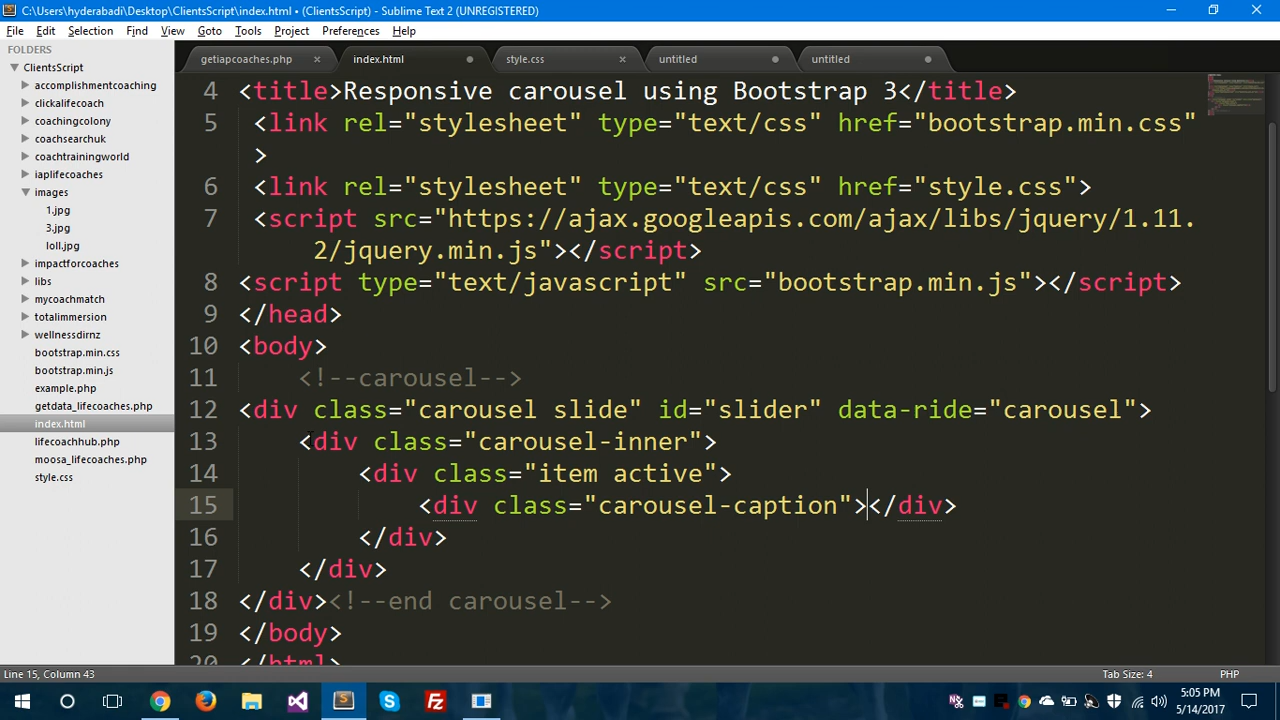 C:\Users\hyderabadi\Desktop\ClientsScript\index.html • (ClientsScript) - Sublime Text 2 (UNREGISTERED)
File Edit Selection Find View Goto Tools Project Preferences Help
FOLDERS
ClientsScript
accomplishmentcoaching
clickalifecoach
coachingcolony
coachsearchuk
coachtrainingworld
iaplifecoaches
images
1.jpg
3.jpg
loll.jpg
impactforcoaches
libs
mycoachmatch
totalimmersion
wellnessdirnz
bootstrap.min.css
bootstrap.min.js
example.php
getdata_lifecoaches.php
index.html
lifecoachhub.php
moosa_lifecoaches.php
style.css
getiapcoaches.php × index.html • style.css × untitled • untitled •
4 <title>Responsive carousel using Bootstrap 3</title>
5 <link rel="stylesheet" type="text/css" href="bootstrap.min.css"
>
6 <link rel="stylesheet" type="text/css" href="style.css">
7 <script src="https://ajax.googleapis.com/ajax/libs/jquery/1.11.
2/jquery.min.js"></script>
8 <script type="text/javascript" src="bootstrap.min.js"></script>
9 </head>
10 <body>
11 <!--carousel-->
12 <div class="carousel slide" id="slider" data-ride="carousel">
13 <div class="carousel-inner">
14 <div class="item active">
15 <div class="carousel-caption"></div>
16 </div>
17 </div>
18 </div><!--end carousel-->
19 </body>
20 </html>
Line 15, Column 43
Tab Size: 4 PHP
5:05 PM
5/14/2017